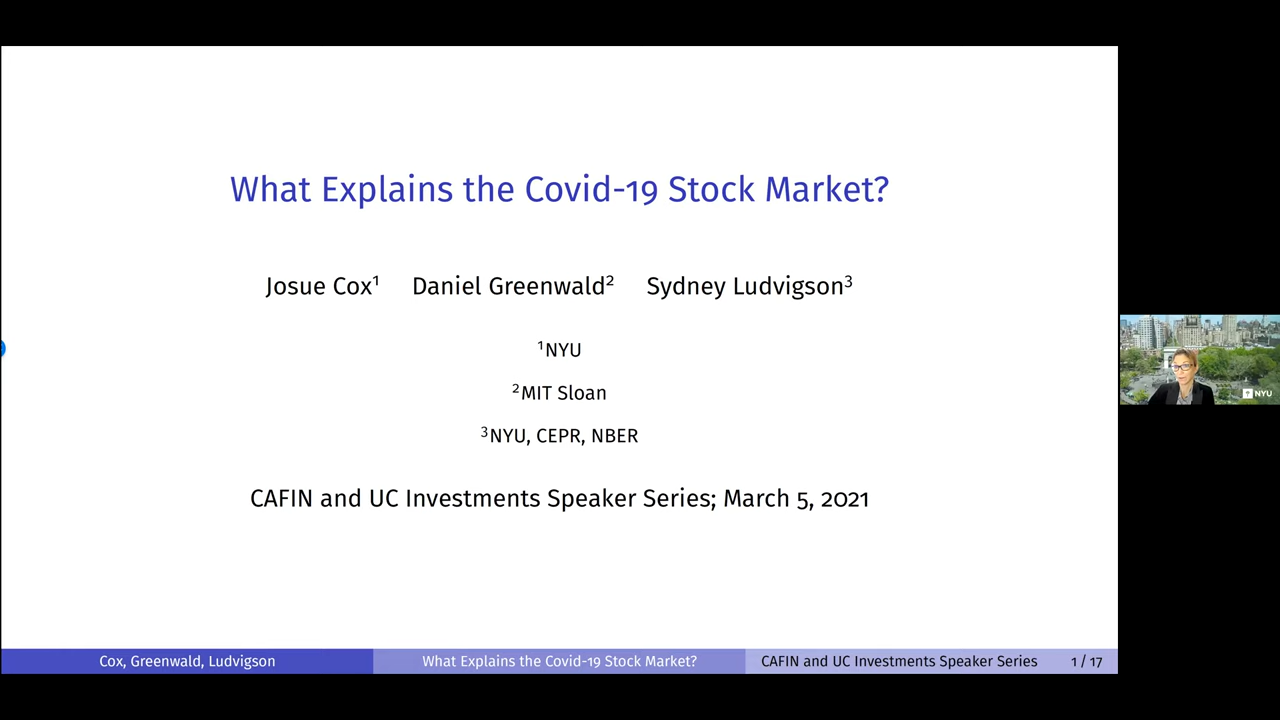 What Explains the Covid-19 Stock Market?
Josue Cox¹ Daniel Greenwald² Sydney Ludvigson³
¹NYU
²MIT Sloan
³NYU, CEPR, NBER
CAFIN and UC Investments Speaker Series; March 5, 2021
Cox, Greenwald, Ludvigson What Explains the Covid-19 Stock Market? CAFIN and UC Investments Speaker Series 1 / 17
NYU